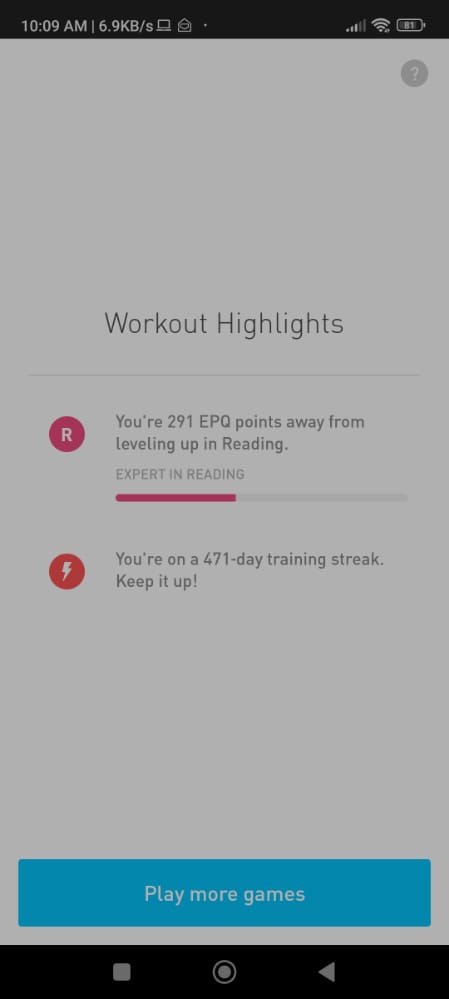 10:09 AM | 6.9KB/s
81
?
Workout Highlights
R
You're 291 EPQ points away from
leveling up in Reading.
EXPERT IN READING
You're on a 471-day training streak.
Keep it up!
Play more games